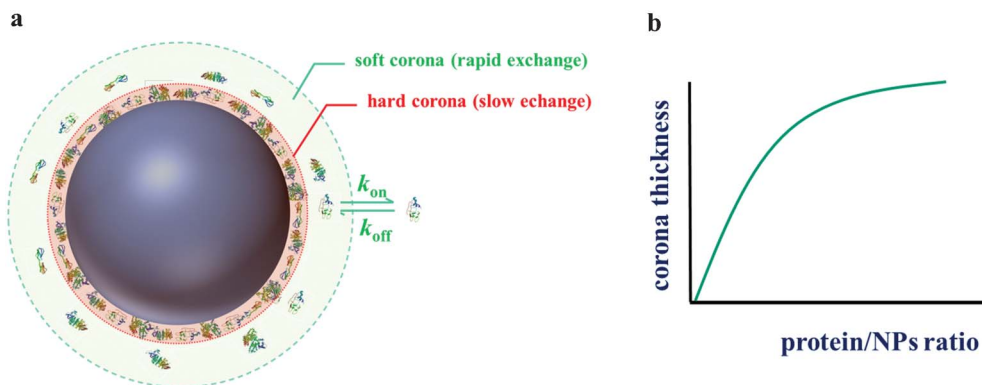 a
b
soft corona (rapid exchange)
hard corona (slow echange)
kon
koff
corona thickness
protein/NPs ratio